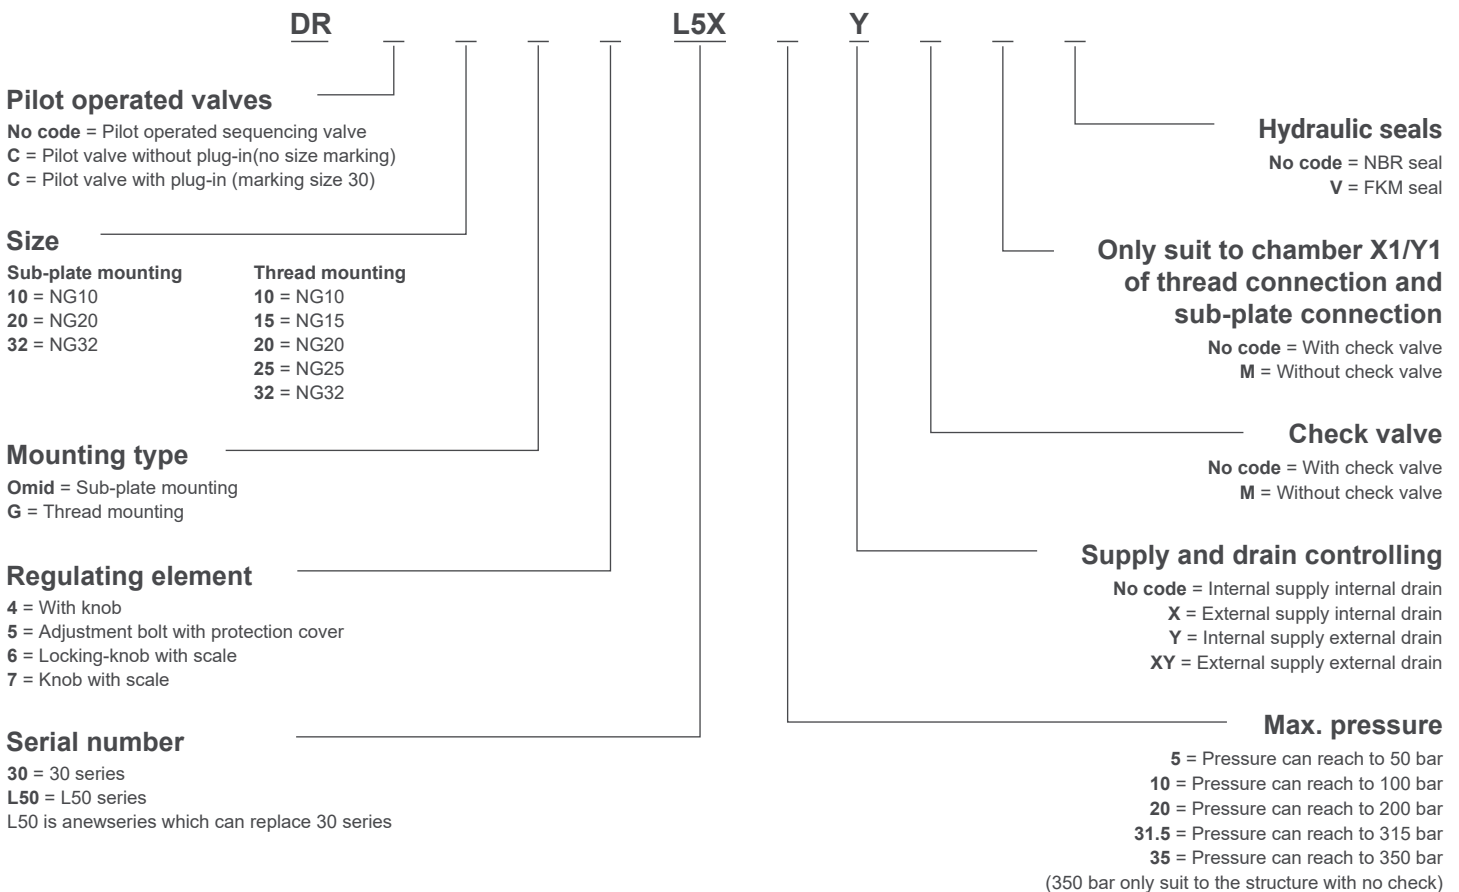 DR L5X Y
Pilot operated valves
No code = Pilot operated sequencing valve
C = Pilot valve without plug-in(no size marking)
C = Pilot valve with plug-in (marking size 30)
Size
Sub-plate mounting
10 = NG10
20 = NG20
32 = NG32
Thread mounting
10 = NG10
15 = NG15
20 = NG20
25 = NG25
32 = NG32
Mounting type
Omid = Sub-plate mounting
G = Thread mounting
Regulating element
4 = With knob
5 = Adjustment bolt with protection cover
6 = Locking-knob with scale
7 = Knob with scale
Serial number
30 = 30 series
L50 = L50 series
L50 is anewseries which can replace 30 series
Hydraulic seals
No code = NBR seal
V = FKM seal
Only suit to chamber X1/Y1
of thread connection and
sub-plate connection
No code = With check valve
M = Without check valve
Check valve
No code = With check valve
M = Without check valve
Supply and drain controlling
No code = Internal supply internal drain
X = External supply internal drain
Y = Internal supply external drain
XY = External supply external drain
Max. pressure
5 = Pressure can reach to 50 bar
10 = Pressure can reach to 100 bar
20 = Pressure can reach to 200 bar
31.5 = Pressure can reach to 315 bar
35 = Pressure can reach to 350 bar
(350 bar only suit to the structure with no check)